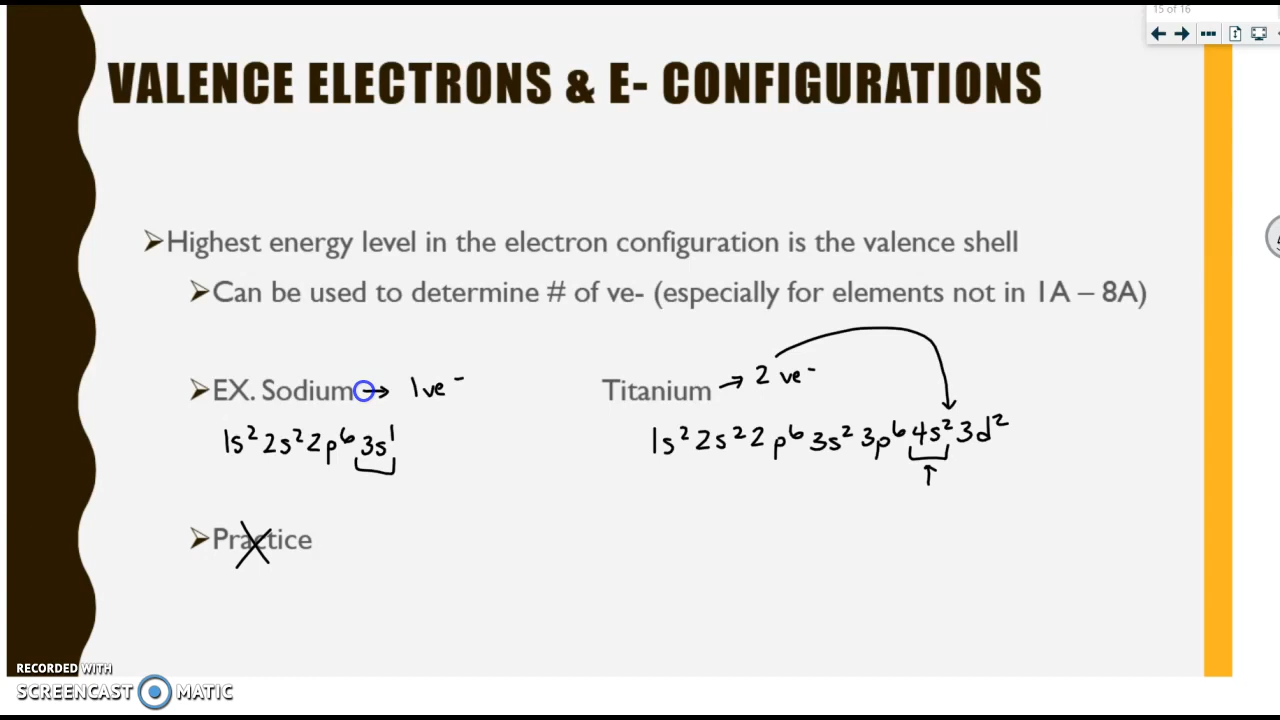 15 of 16
VALENCE ELECTRONS & E- CONFIGURATIONS
➤Highest energy level in the electron configuration is the valence shell
➤Can be used to determine # of ve- (especially for elements not in 1A – 8A)
➤EX. Sodium → 1ve⁻
Titanium → 2 ve⁻
1s² 2s² 2p⁶ 3s¹
1s² 2s² 2p⁶ 3s² 3p⁶ 4s² 3d²
➤Practice
RECORDED WITH
SCREENCAST MATIC